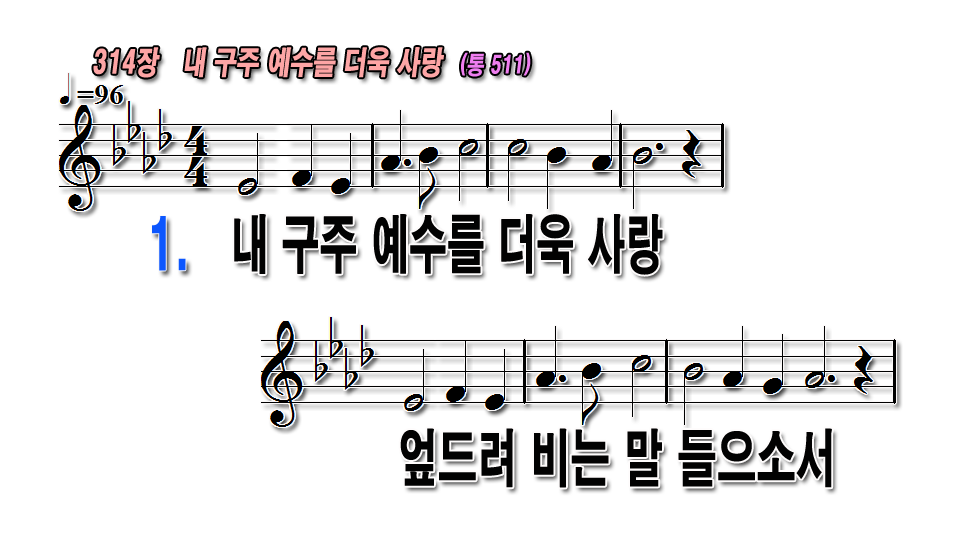 314장 내 구주 예수를 더욱 사랑 (통 511)
=96
4
4
1. 내 구주 예수를 더욱 사랑
엎드려 비는 말 들으소서